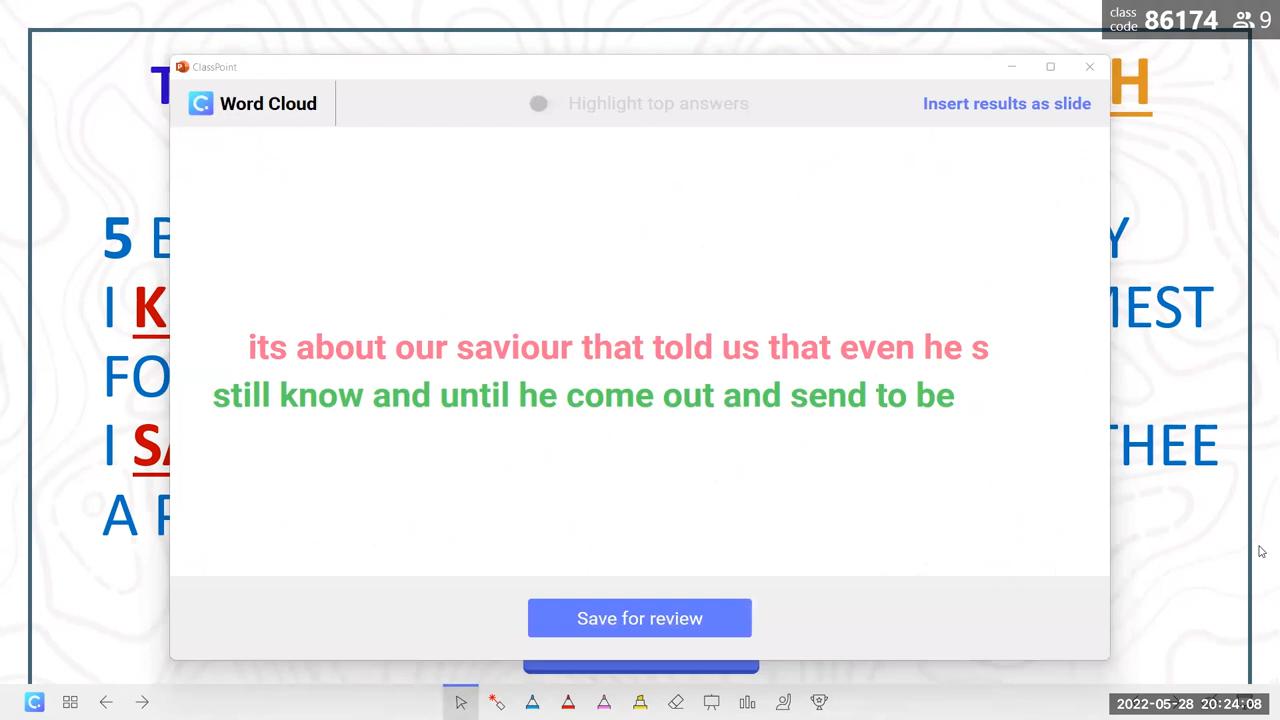 class code 86174 9
ClassPoint
Word Cloud Highlight top answers Insert results as slide
T H
5 B Y
I K MEST
FO
I SA THEE
A
its about our saviour that told us that even he s
still know and until he come out and send to be
Save for review
2022-05-28 20:24:08